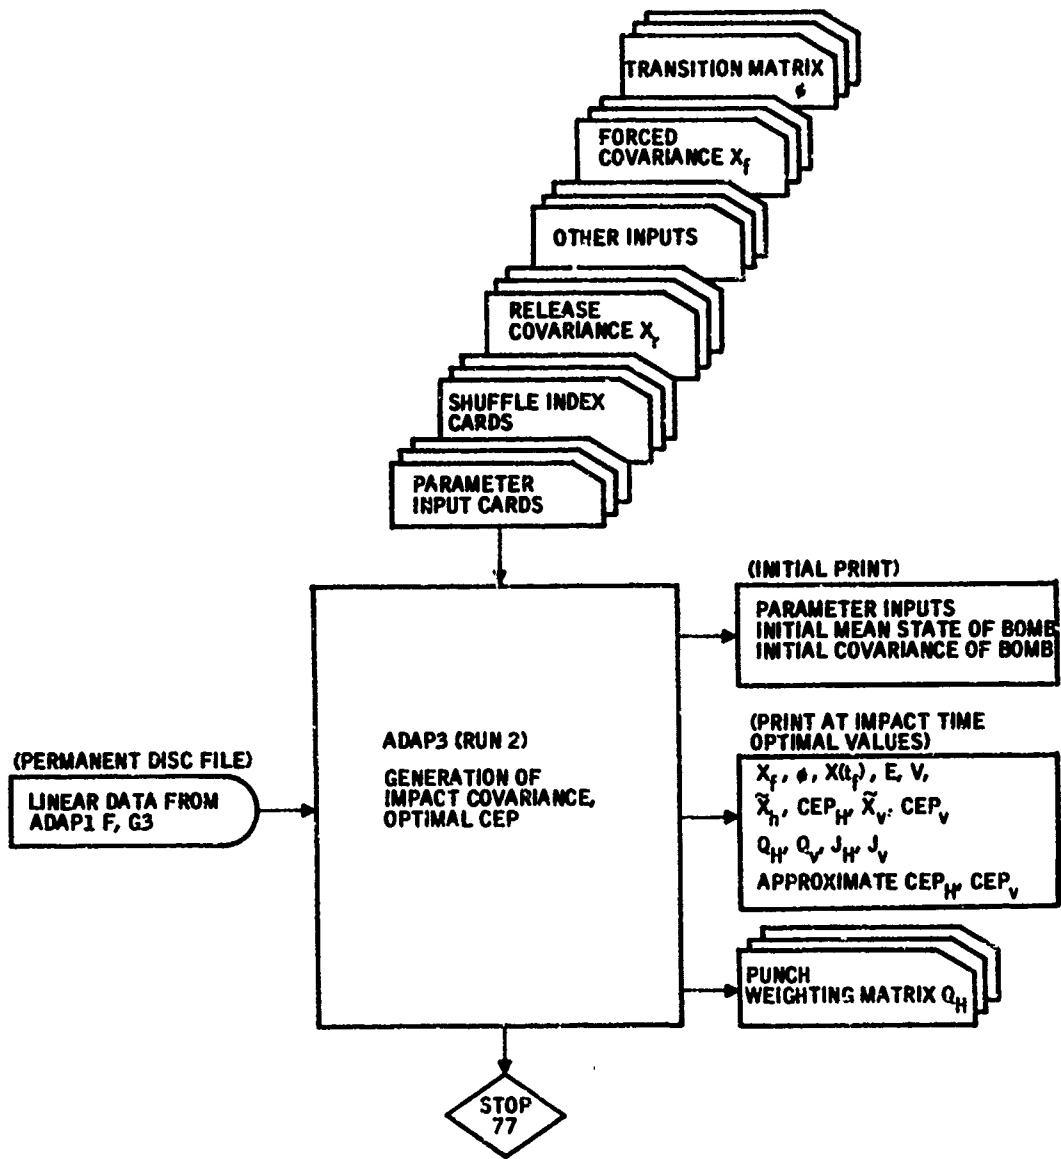 TRANSITION MATRIX
ϕ
FORCED
COVARIANCE X_f
OTHER INPUTS
RELEASE
COVARIANCE X_r
SHUFFLE INDEX
CARDS
PARAMETER
INPUT CARDS
(INITIAL PRINT)
PARAMETER INPUTS
INITIAL MEAN STATE OF BOMB
INITIAL COVARIANCE OF BOMB
ADAP3 (RUN 2)
GENERATION OF
IMPACT COVARIANCE,
OPTIMAL CEP
(PERMANENT DISC FILE)
LINEAR DATA FROM
ADAP1 F, G3
(PRINT AT IMPACT TIME
OPTIMAL VALUES)
X_f, ϕ, X(t_f), E, V,
X̃_h, CEP_H, X̃_v, CEP_v
Q_H, Q_v, J_H, J_v
APPROXIMATE CEP_H, CEP_v
PUNCH
WEIGHTING MATRIX Q_H
STOP
77